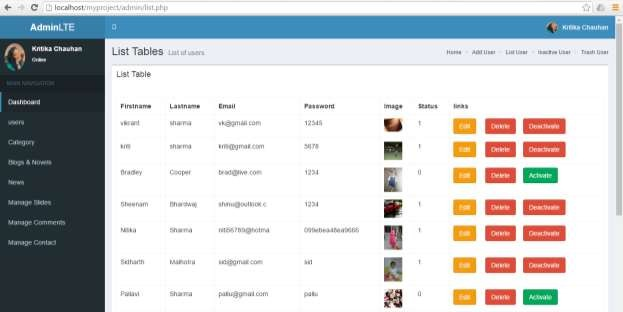 localhost/myproject/admin/list.php
AdminLTE
Kritika Chauhan
Kritika Chauhan
Online
List Tables List of users
Home Add User List User Inactive User Trash User
MAIN NAVIGATION
List Table
Dashboard
users
Category
Blogs & Novels
News
Manage Slides
Manage Comments
Manage Contact
Firstname Lastname Email Password Image Status links
vikrant sharma vk@gmail.com 12345 1 Edit Delete Deactivate
kriti sharma kriti@gmail.com 5678 1 Edit Delete Deactivate
Bradley Cooper brad@live.com 1234 0 Edit Delete Activate
Sheenam Bhardwaj shinu@outlook.c 1234 1 Edit Delete Deactivate
Nitika Sharma 1 Edit Delete Deactivate
Sidharth Malhotra sid@gmail.com sid 1 Edit Delete Deactivate
Pallavi Sharma pallu@gmail.com pallu 0 Edit Delete Activate